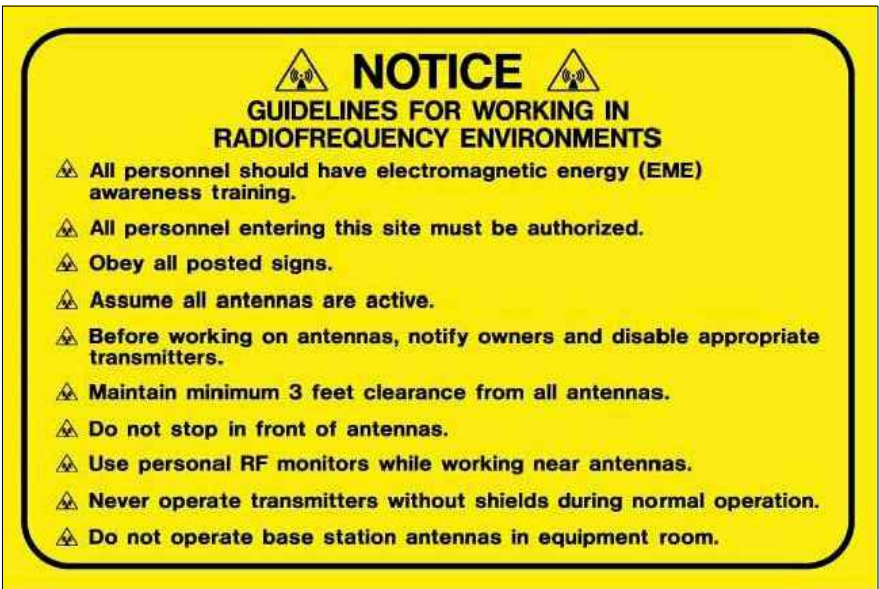 NOTICE
GUIDELINES FOR WORKING IN
RADIOFREQUENCY ENVIRONMENTS
All personnel should have electromagnetic energy (EME)
awareness training.
All personnel entering this site must be authorized.
Obey all posted signs.
Assume all antennas are active.
Before working on antennas, notify owners and disable appropriate
transmitters.
Maintain minimum 3 feet clearance from all antennas.
Do not stop in front of antennas.
Use personal RF monitors while working near antennas.
Never operate transmitters without shields during normal operation.
Do not operate base station antennas in equipment room.